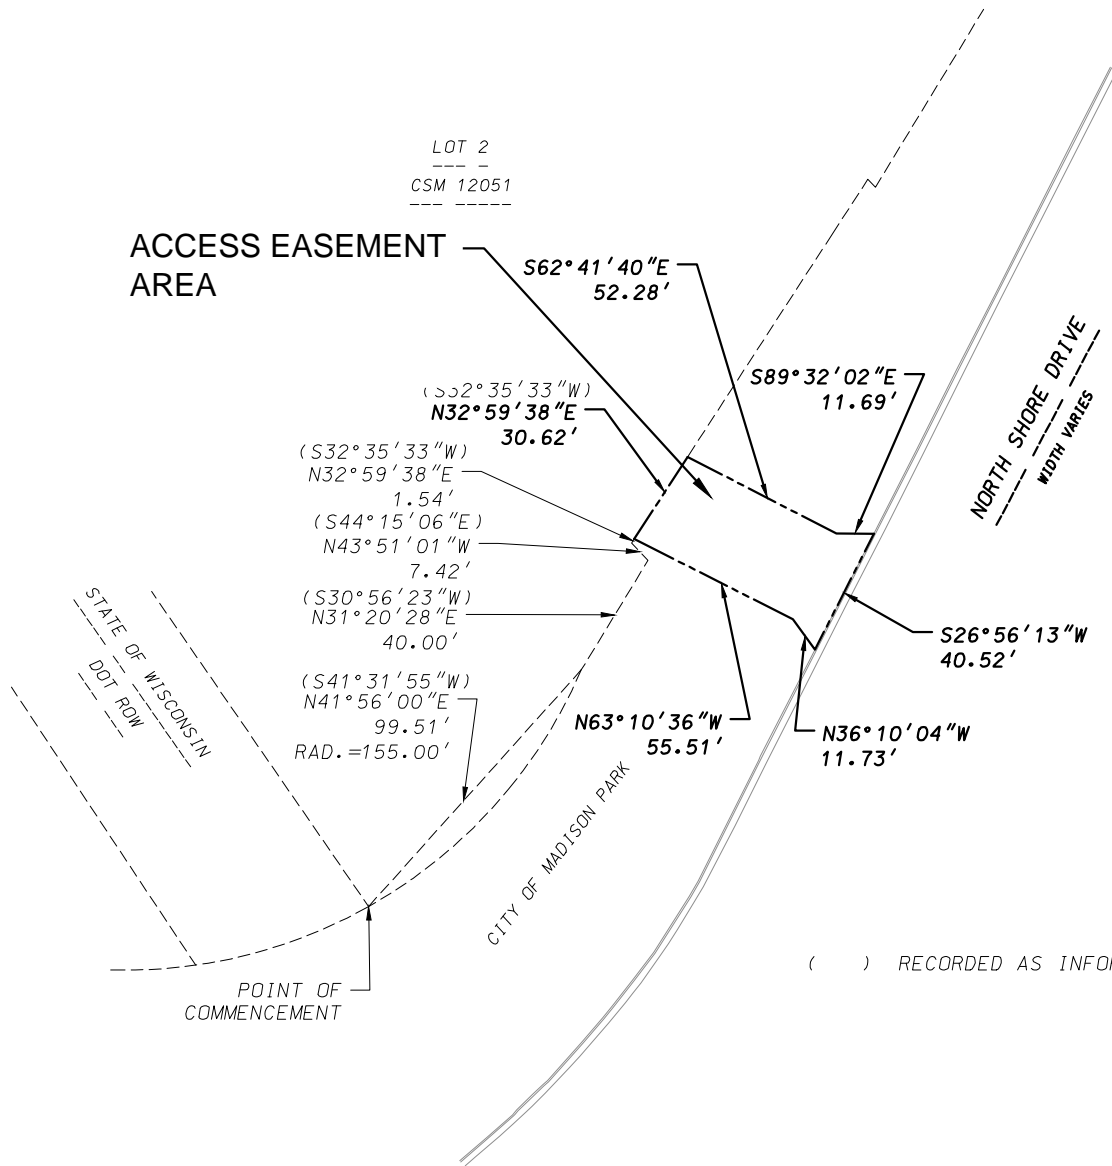 LOT 2
CSM 12051
ACCESS EASEMENT
AREA
S62°41'40"E
52.28'
S89°32'02"E
11.69'
NORTH SHORE DRIVE
WIDTH VARIES
(S32°35'33"W)
N32°59'38"E
30.62'
(S32°35'33"W)
N32°59'38"E
1.54'
(S44°15'06"E)
N43°51'01"W
7.42'
(S30°56'23"W)
N31°20'28"E
40.00'
(S41°31'55"W)
N41°56'00"E
99.51'
RAD.=155.00'
STATE OF WISCONSIN
DOT ROW
S26°56'13"W
40.52'
N36°10'04"W
11.73'
N63°10'36"W
55.51'
CITY OF MADISON PARK
POINT OF
COMMENCEMENT
( ) RECORDED AS